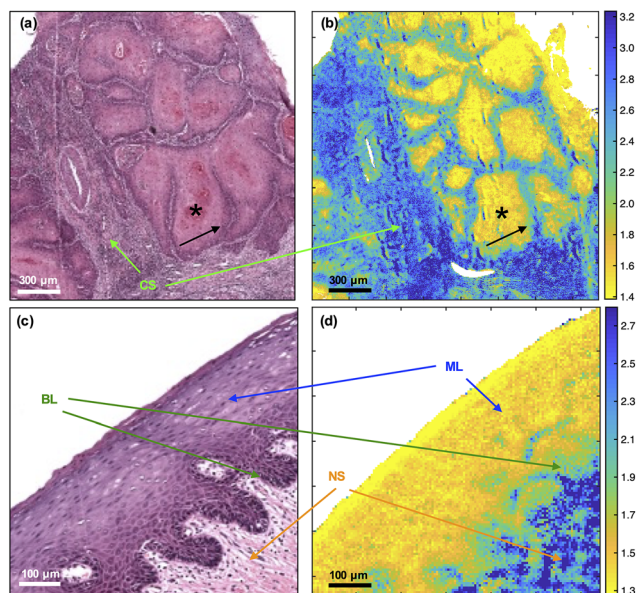 (a)
(b)
*
*
CS
300 µm
300 µm
3.2
3.0
2.8
2.6
2.4
2.2
2.0
1.8
1.6
1.4
(c)
(d)
BL
ML
NS
100 µm
100 µm
2.7
2.5
2.3
2.1
1.9
1.7
1.5
1.3